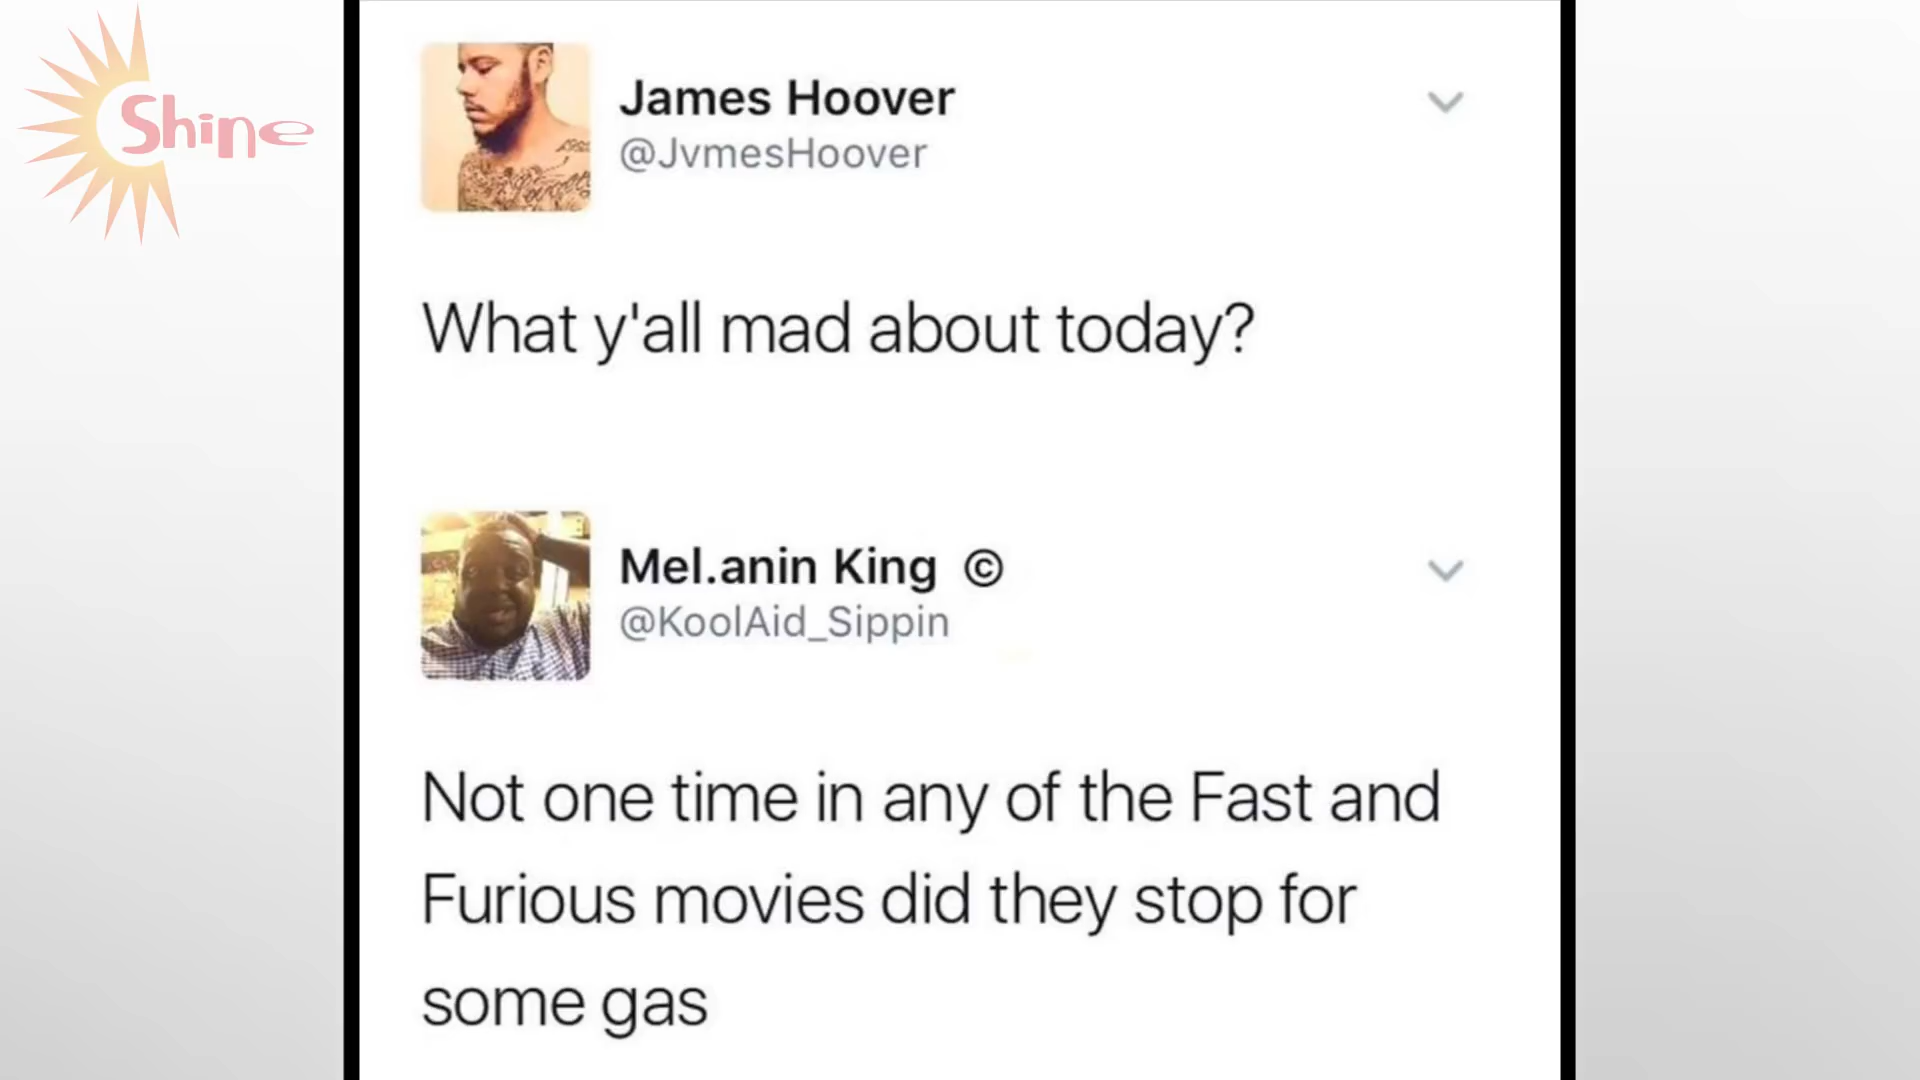 Shine
James Hoover
@JvmesHoover
What y'all mad about today?
Mel.anin King ©
@KoolAid_Sippin
Not one time in any of the Fast and
Furious movies did they stop for
some gas